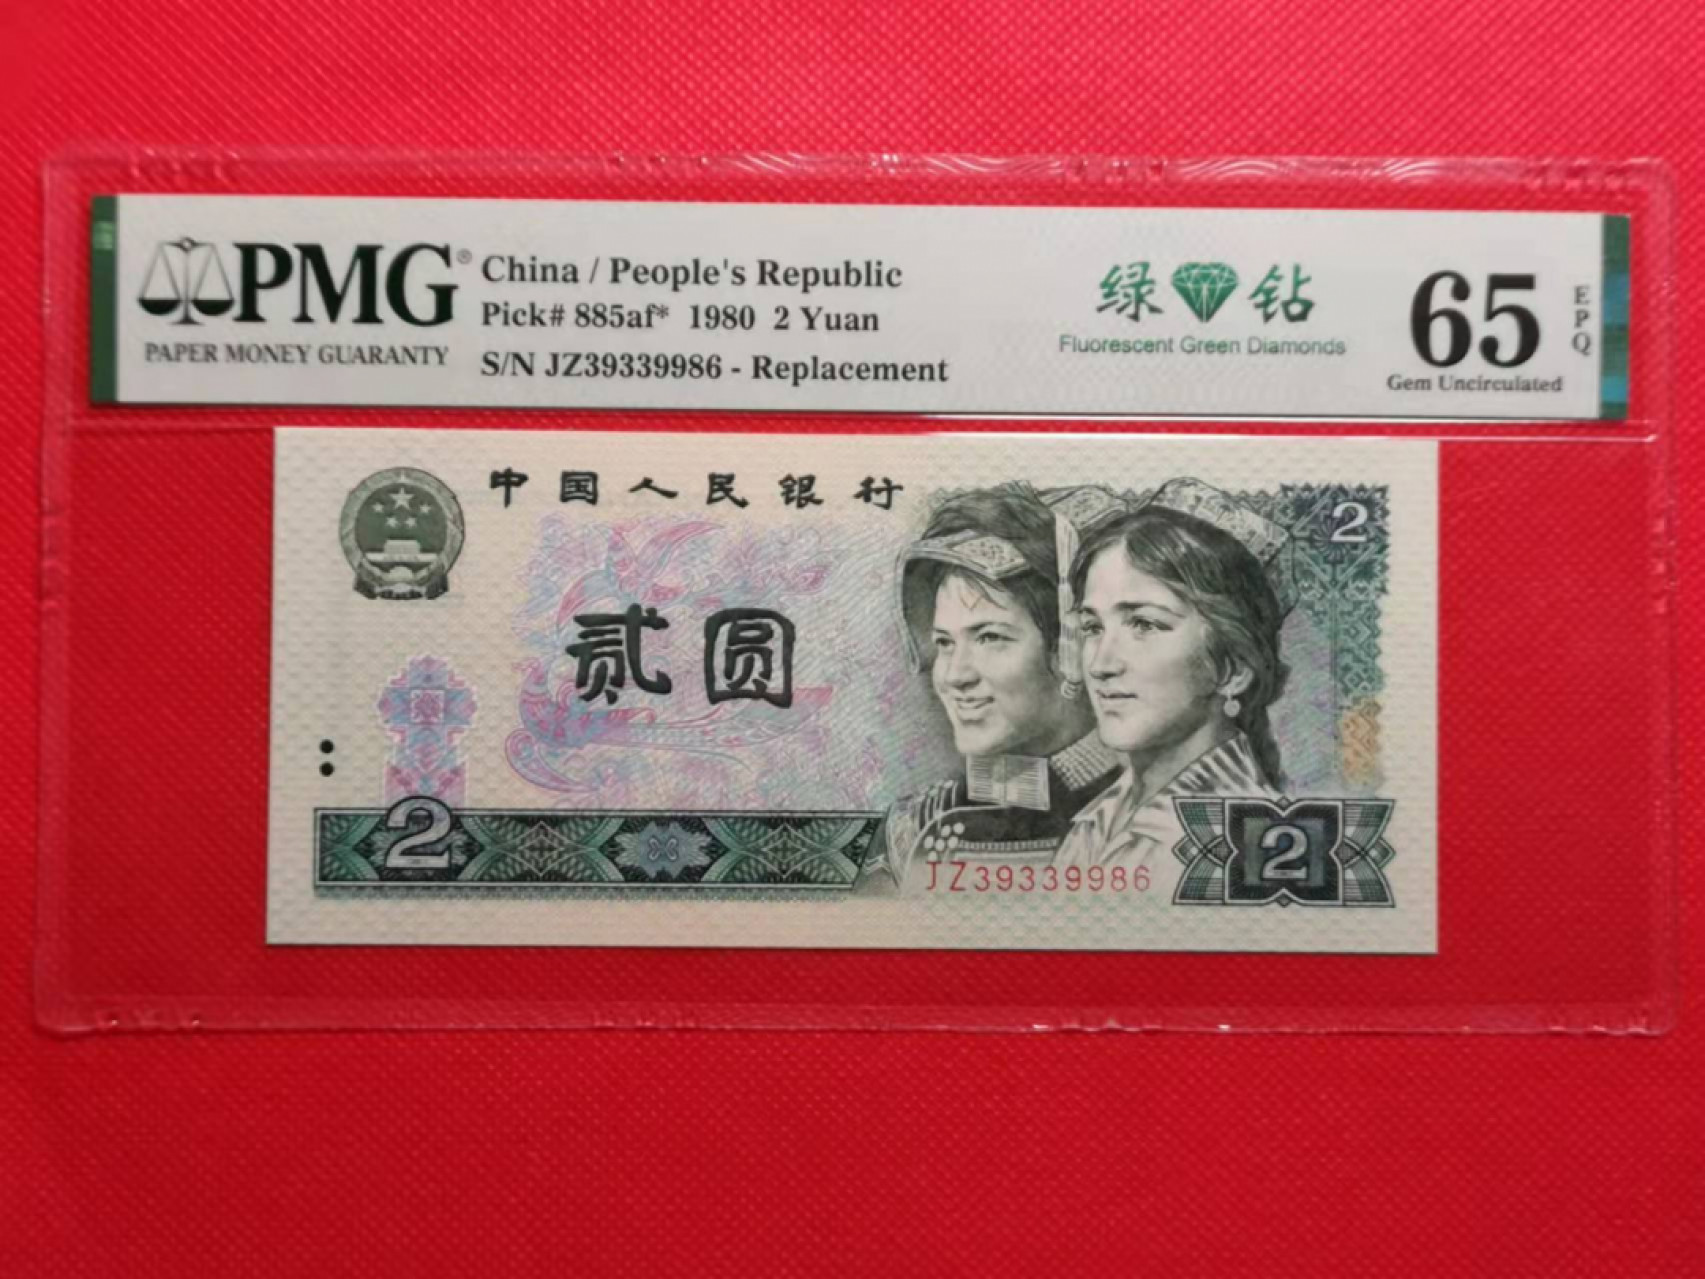 PMG®
PAPER MONEY GUARANTY
China / People's Republic
Pick# 885af* 1980 2 Yuan
S/N JZ39339986 - Replacement
绿 钻
Fluorescent Green Diamonds
65
EPQ
Gem Uncirculated
中国人民银行
2
贰圆
2
JZ39339986
2